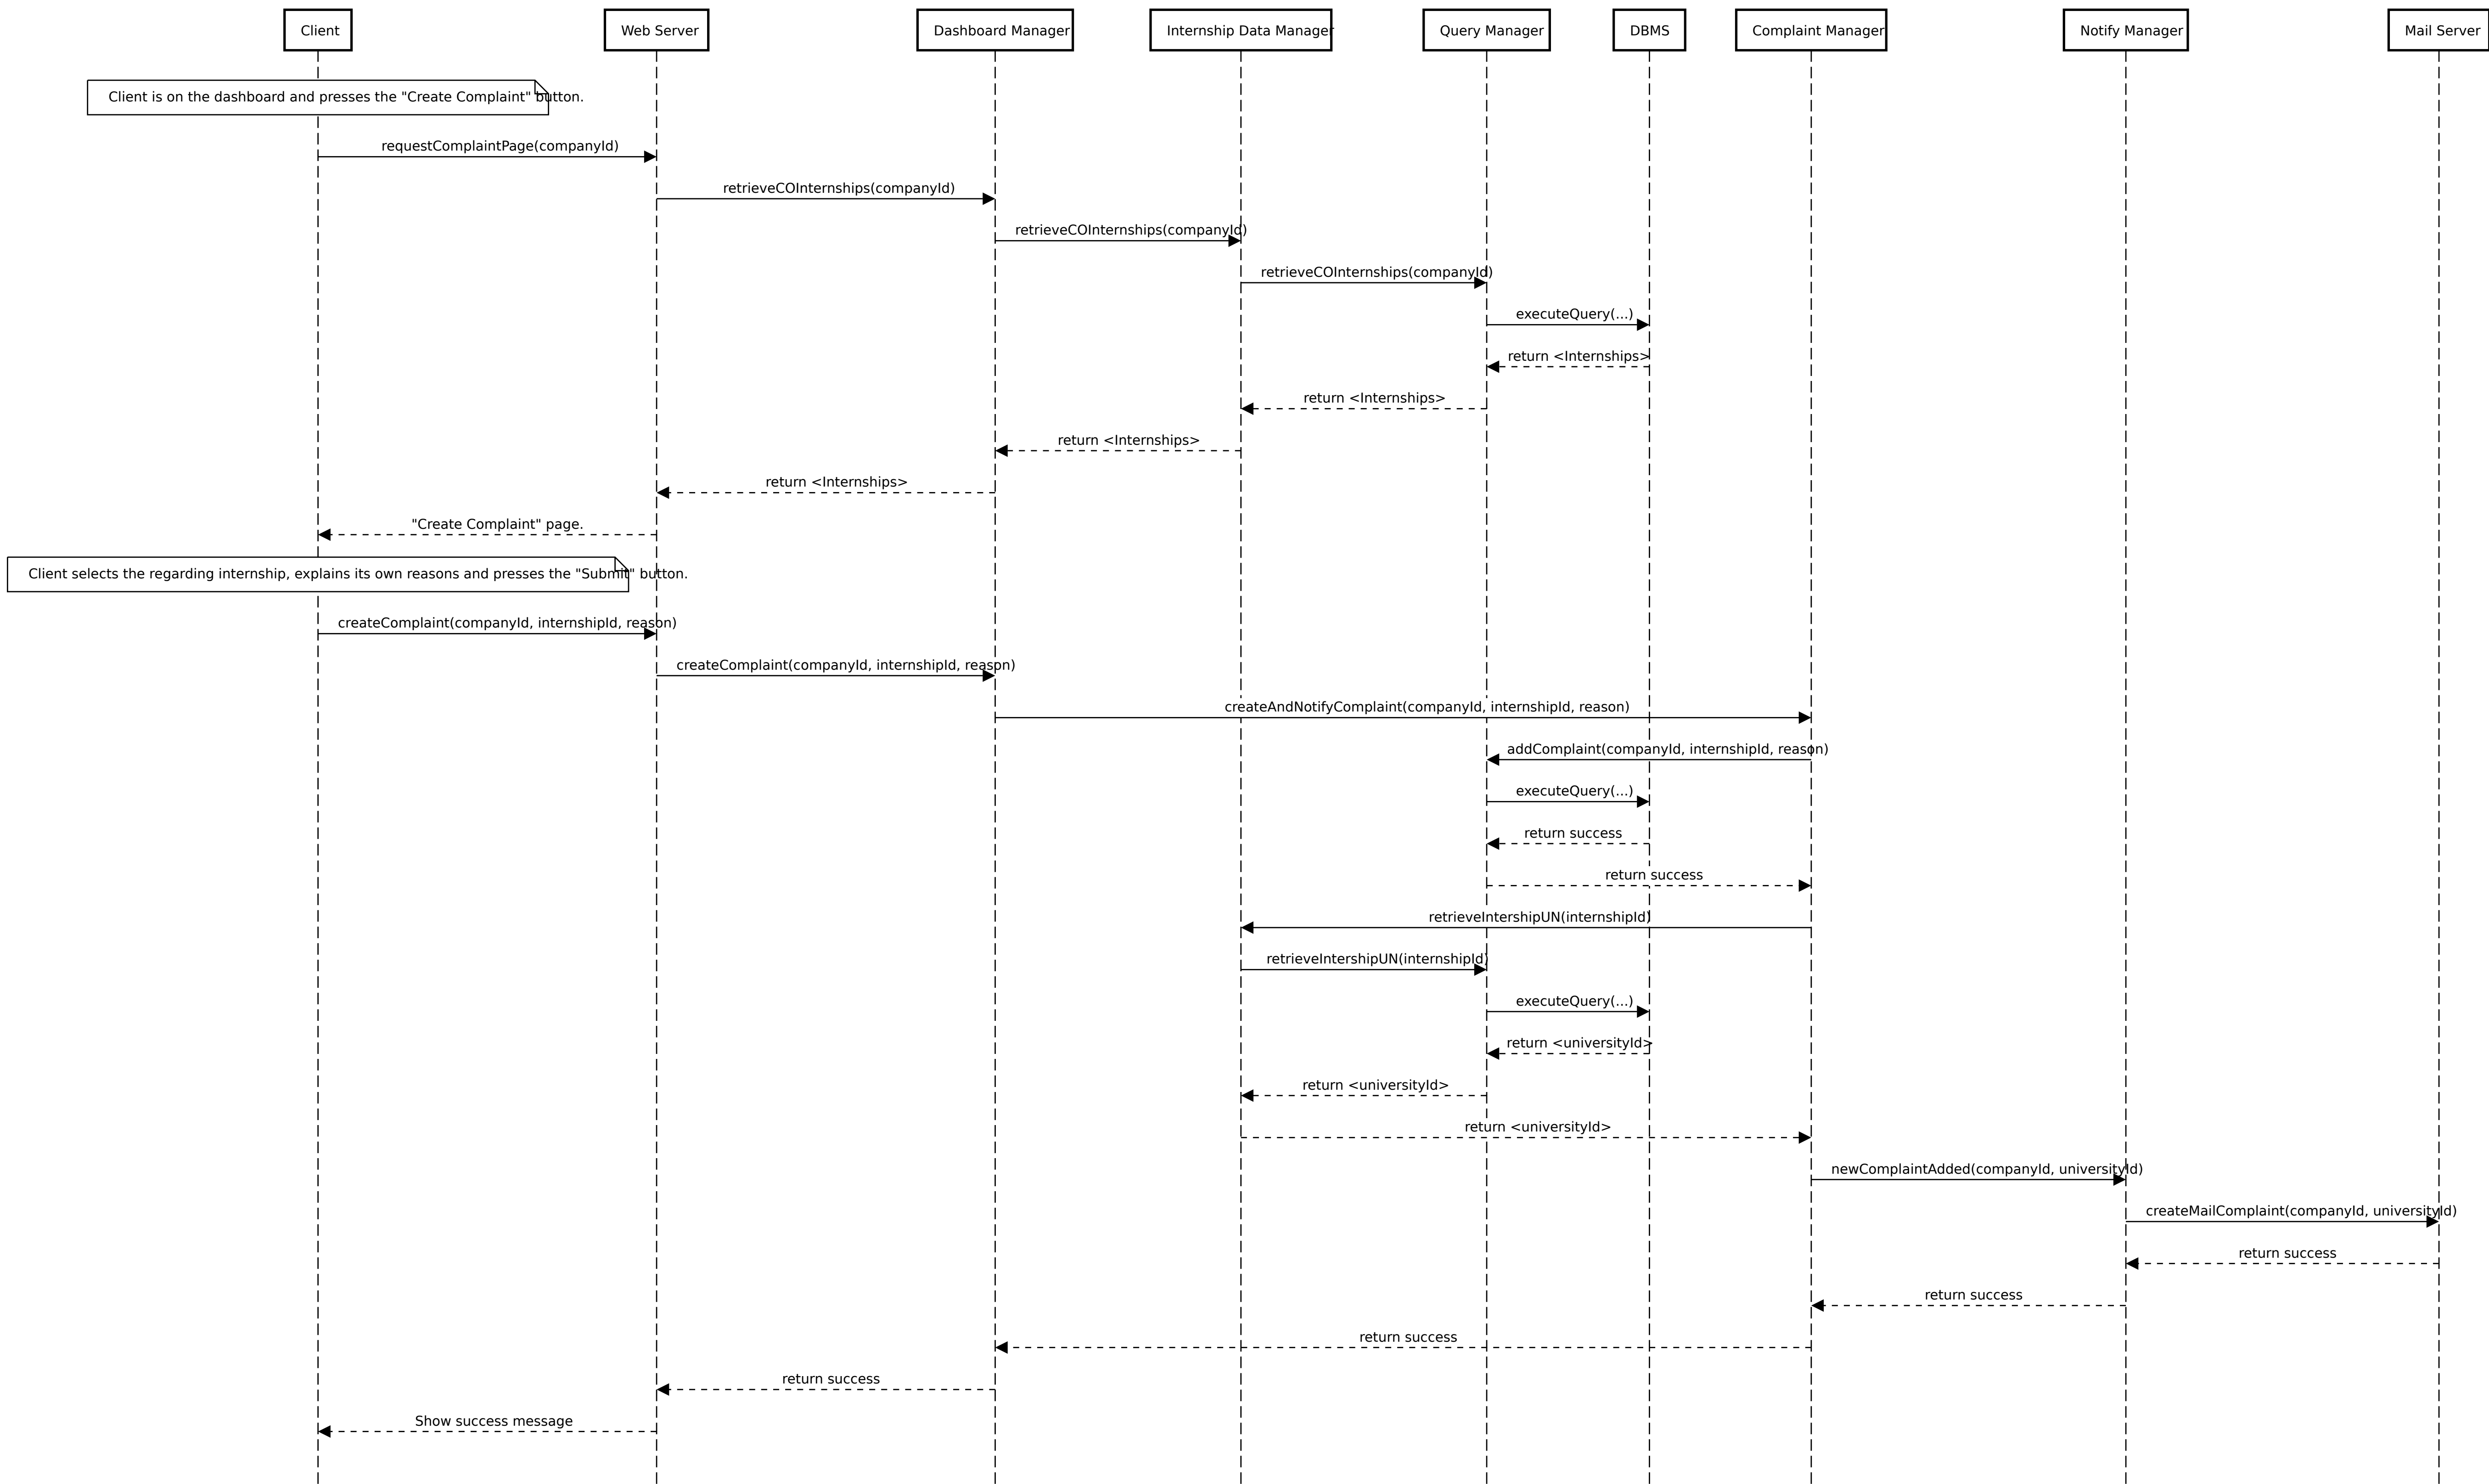 Client
Web Server
Dashboard Manager
Internship Data Manager
Query Manager
DBMS
Complaint Manager
Notify Manager
Mail Server
Client is on the dashboard and presses the "Create Complaint" button.
requestComplaintPage(companyId)
retrieveCOInternships(companyId)
retrieveCOInternships(companyId)
retrieveCOInternships(companyId)
executeQuery(...)
return <Internships>
return <Internships>
return <Internships>
return <Internships>
"Create Complaint" page.
Client selects the regarding internship, explains its own reasons and presses the "Submit" button.
createComplaint(companyId, internshipId, reason)
createComplaint(companyId, internshipId, reason)
createAndNotifyComplaint(companyId, internshipId, reason)
addComplaint(companyId, internshipId, reason)
executeQuery(...)
return success
return success
retrieveIntershipUN(internshipId)
retrieveIntershipUN(internshipId)
executeQuery(...)
return <universityId>
return <universityId>
return <universityId>
newComplaintAdded(companyId, universityId)
createMailComplaint(companyId, universityId)
return success
return success
return success
return success
Show success message